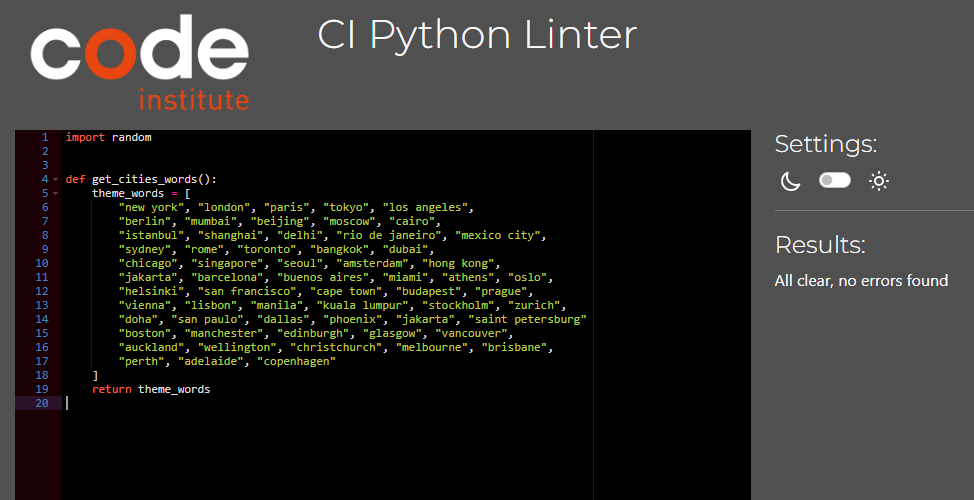 code
institute
CI Python Linter
1 import random
2
3
4 def get_cities_words():
5     theme_words = [
6         "new york", "london", "paris", "tokyo", "los angeles",
7         "berlin", "mumbai", "beijing", "moscow", "cairo",
8         "istanbul", "shanghai", "delhi", "rio de janeiro", "mexico city",
9         "sydney", "rome", "toronto", "bangkok", "dubai",
10         "chicago", "singapore", "seoul", "amsterdam", "hong kong",
11         "jakarta", "barcelona", "buenos aires", "miami", "athens", "oslo",
12         "helsinki", "san francisco", "cape town", "budapest", "prague",
13         "vienna", "lisbon", "manila", "kuala lumpur", "stockholm", "zurich",
14         "doha", "san paulo", "dallas", "phoenix", "jakarta", "saint petersburg"
15         "boston", "manchester", "edinburgh", "glasgow", "vancouver",
16         "auckland", "wellington", "christchurch", "melbourne", "brisbane",
17         "perth", "adelaide", "copenhagen"
18     ]
19     return theme_words
20
Settings:
Results:
All clear, no errors found